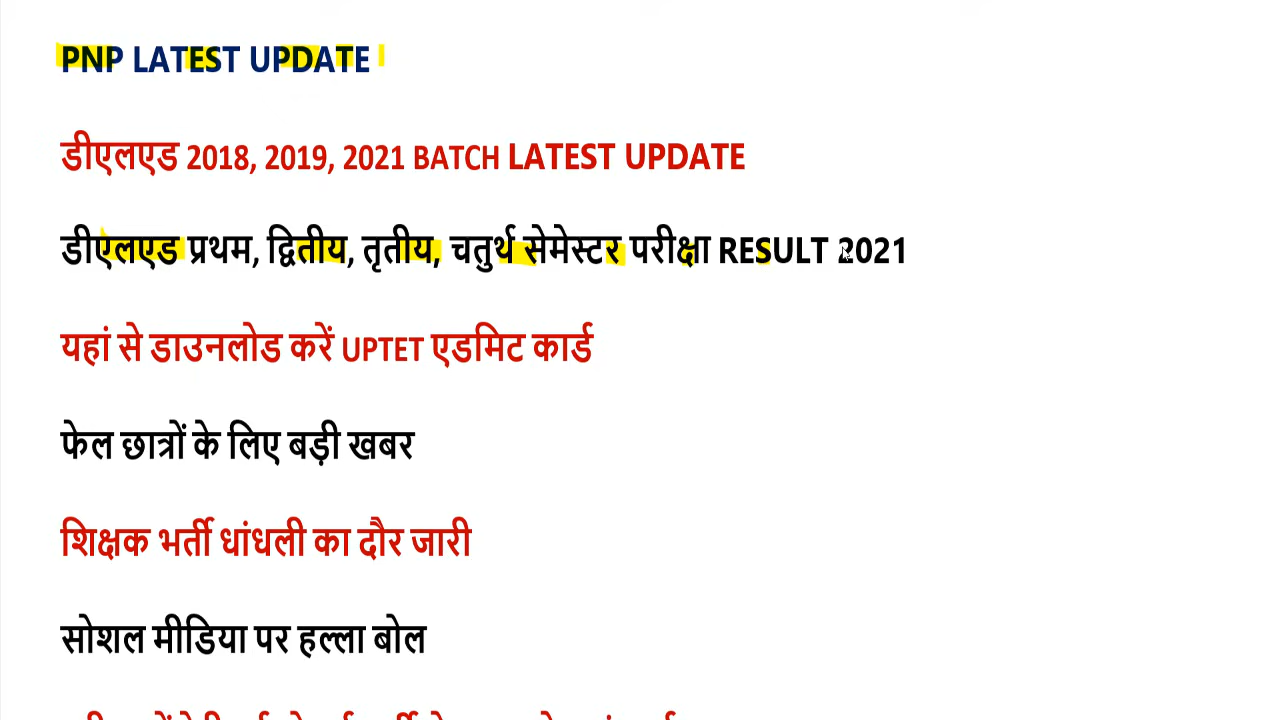 PNP LATEST UPDATE
डीएलएड 2018, 2019, 2021 BATCH LATEST UPDATE
डीएलएड प्रथम, द्वितीय, तृतीय, चतुर्थ सेमेस्टर परीक्षा RESULT 2021
यहां से डाउनलोड करें UPTET एडमिट कार्ड
फेल छात्रों के लिए बड़ी खबर
शिक्षक भर्ती धांधली का दौर जारी
सोशल मीडिया पर हल्ला बोल